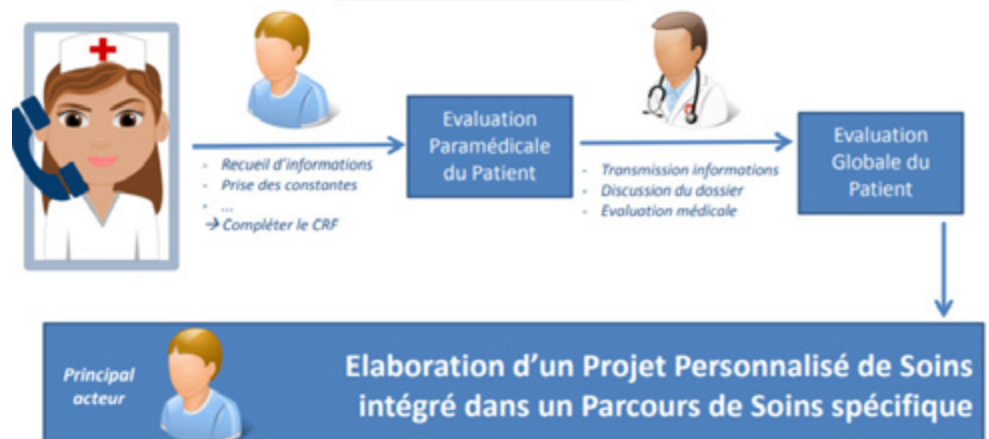 - Recueil d'informations
- Prise des constantes
- ...
→ Compléter le CRF
Evaluation
Paramédicale
du Patient
- Transmission informations
- Discussion du dossier
- Evaluation médicale
Evaluation
Globale du
Patient
Principal
acteur
Elaboration d'un Projet Personnalisé de Soins
intégré dans un Parcours de Soins spécifique